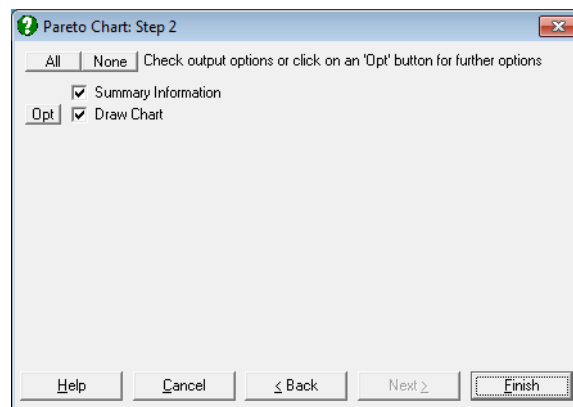 Pareto Chart: Step 2
All None Check output options or click on an 'Opt' button for further options
Summary Information
Opt Draw Chart
Help Cancel < Back Next > Finish